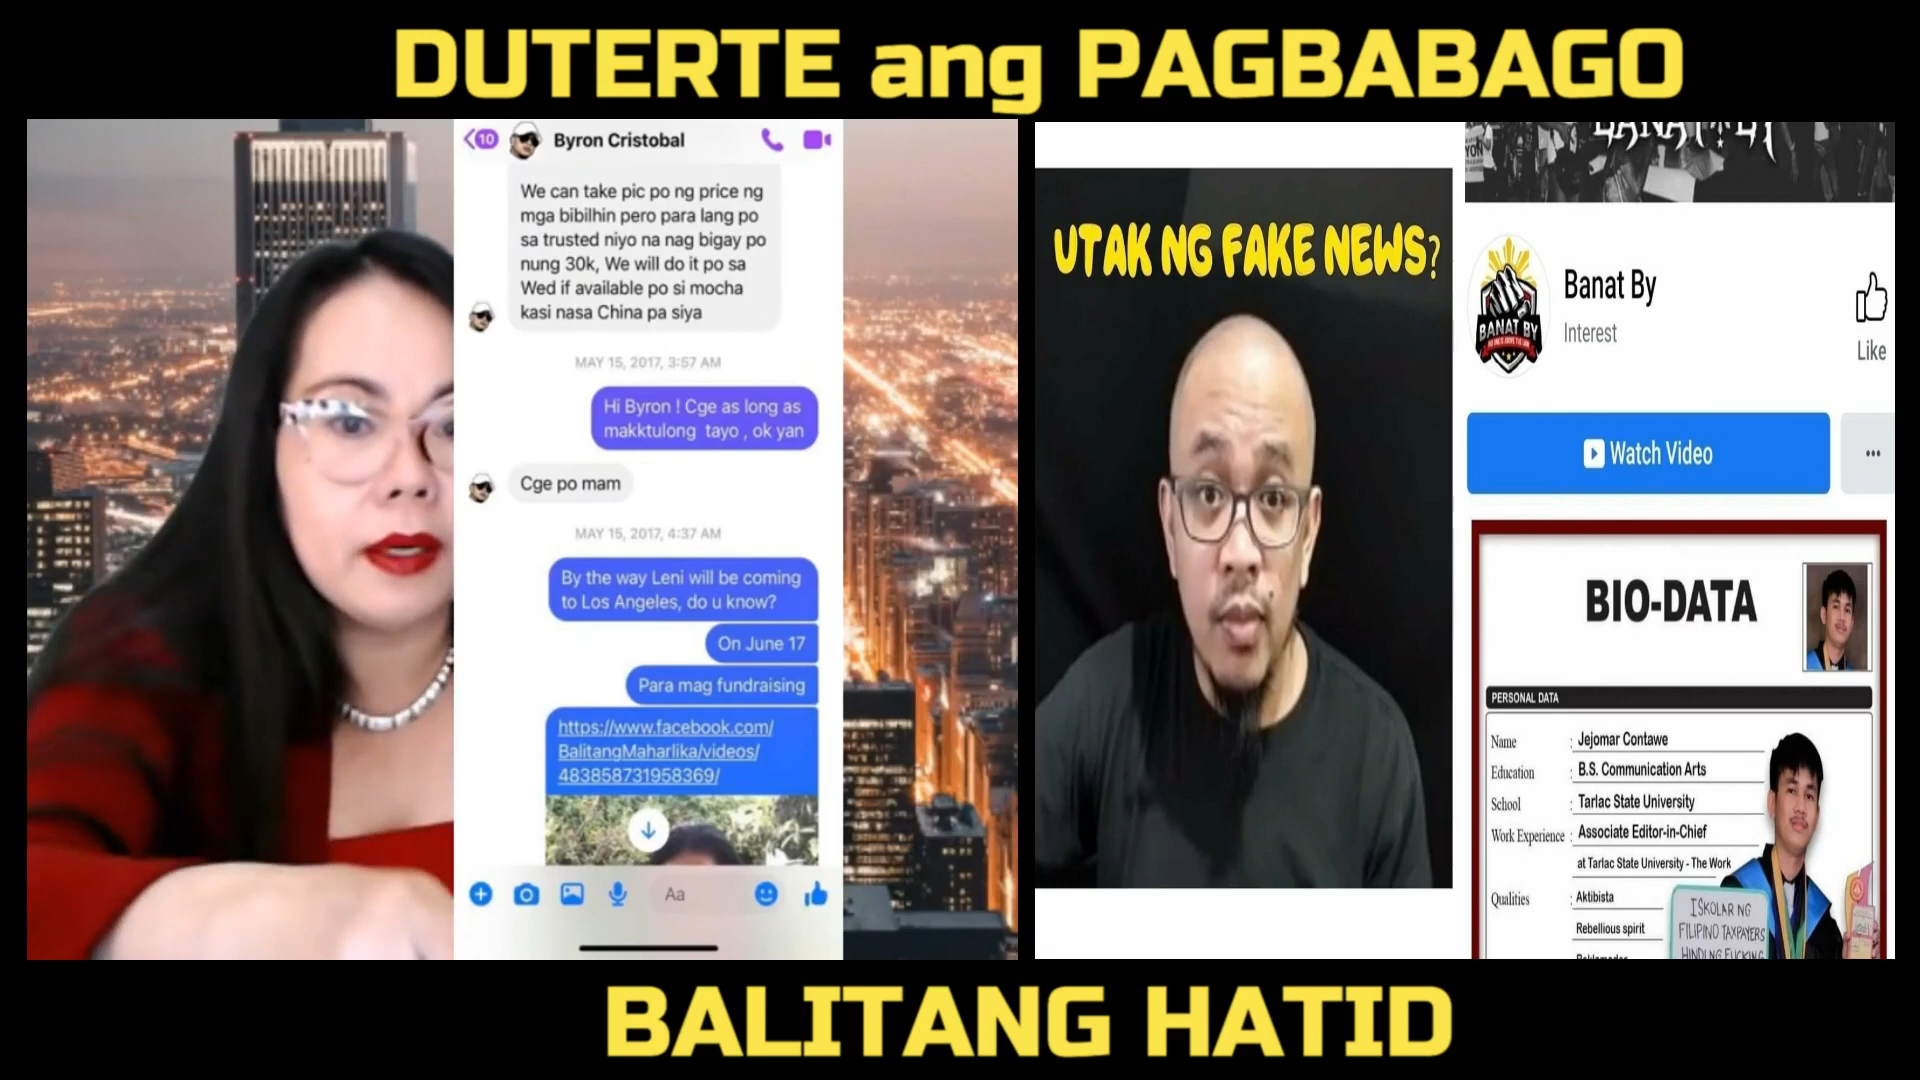 DUTERTE ang PAGBABAGO
10
Byron Cristobal
We can take pic po ng price ng
mga bibilhin pero para lang po
sa trusted niyo na nag bigay po
nung 30k, We will do it po sa
Wed if available po si mocha
kasi nasa China pa siya
MAY 15, 2017, 3:57 AM
Hi Byron ! Cge as long as
makktulong tayo , ok yan
Cge po mam
MAY 15, 2017, 4:37 AM
By the way Leni will be coming
to Los Angeles, do u know?
On June 17
Para mag fundraising
https://www.facebook.com/
BalitangMaharlika/videos/
483858731958369/
Aa
UTAK NG FAKE NEWS?
YON
BANAT BY
Banat By
Interest
Like
Watch Video
BIO-DATA
PERSONAL DATA
Name : Jejomar Contawe
Education : B.S. Communication Arts
School : Tarlac State University
Work Experience : Associate Editor-in-Chief
at Tarlac State University - The Work
Qualities : Aktibista
Rebellious spirit
ISKOLAR NG
FILIPINO TAXPAYERS
HINDI NG FUCKING
BALITANG HATID